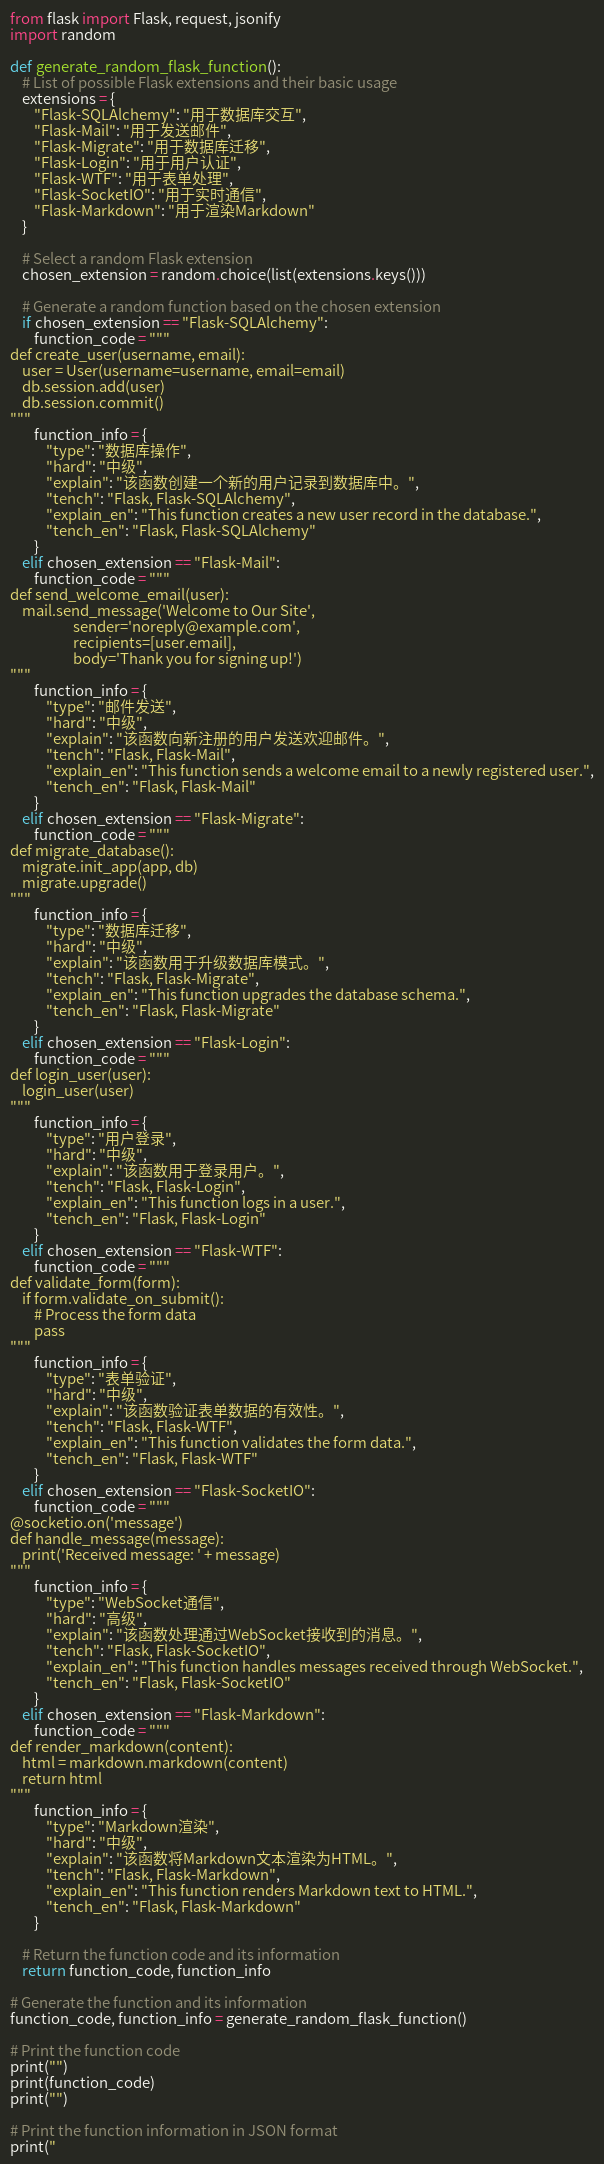 from flask import Flask, request, jsonify
import random

def generate_random_flask_function():
    # List of possible Flask extensions and their basic usage
    extensions = {
        "Flask-SQLAlchemy": "用于数据库交互",
        "Flask-Mail": "用于发送邮件",
        "Flask-Migrate": "用于数据库迁移",
        "Flask-Login": "用于用户认证",
        "Flask-WTF": "用于表单处理",
        "Flask-SocketIO": "用于实时通信",
        "Flask-Markdown": "用于渲染Markdown"
    }

    # Select a random Flask extension
    chosen_extension = random.choice(list(extensions.keys()))

    # Generate a random function based on the chosen extension
    if chosen_extension == "Flask-SQLAlchemy":
        function_code = """
def create_user(username, email):
    user = User(username=username, email=email)
    db.session.add(user)
    db.session.commit()
"""
        function_info = {
            "type": "数据库操作",
            "hard": "中级",
            "explain": "该函数创建一个新的用户记录到数据库中。",
            "tench": "Flask, Flask-SQLAlchemy",
            "explain_en": "This function creates a new user record in the database.",
            "tench_en": "Flask, Flask-SQLAlchemy"
        }
    elif chosen_extension == "Flask-Mail":
        function_code = """
def send_welcome_email(user):
    mail.send_message('Welcome to Our Site',
                      sender='noreply@example.com',
                      recipients=[user.email],
                      body='Thank you for signing up!')
"""
        function_info = {
            "type": "邮件发送",
            "hard": "中级",
            "explain": "该函数向新注册的用户发送欢迎邮件。",
            "tench": "Flask, Flask-Mail",
            "explain_en": "This function sends a welcome email to a newly registered user.",
            "tench_en": "Flask, Flask-Mail"
        }
    elif chosen_extension == "Flask-Migrate":
        function_code = """
def migrate_database():
    migrate.init_app(app, db)
    migrate.upgrade()
"""
        function_info = {
            "type": "数据库迁移",
            "hard": "中级",
            "explain": "该函数用于升级数据库模式。",
            "tench": "Flask, Flask-Migrate",
            "explain_en": "This function upgrades the database schema.",
            "tench_en": "Flask, Flask-Migrate"
        }
    elif chosen_extension == "Flask-Login":
        function_code = """
def login_user(user):
    login_user(user)
"""
        function_info = {
            "type": "用户登录",
            "hard": "中级",
            "explain": "该函数用于登录用户。",
            "tench": "Flask, Flask-Login",
            "explain_en": "This function logs in a user.",
            "tench_en": "Flask, Flask-Login"
        }
    elif chosen_extension == "Flask-WTF":
        function_code = """
def validate_form(form):
    if form.validate_on_submit():
        # Process the form data
        pass
"""
        function_info = {
            "type": "表单验证",
            "hard": "中级",
            "explain": "该函数验证表单数据的有效性。",
            "tench": "Flask, Flask-WTF",
            "explain_en": "This function validates the form data.",
            "tench_en": "Flask, Flask-WTF"
        }
    elif chosen_extension == "Flask-SocketIO":
        function_code = """
@socketio.on('message')
def handle_message(message):
    print('Received message: ' + message)
"""
        function_info = {
            "type": "WebSocket通信",
            "hard": "高级",
            "explain": "该函数处理通过WebSocket接收到的消息。",
            "tench": "Flask, Flask-SocketIO",
            "explain_en": "This function handles messages received through WebSocket.",
            "tench_en": "Flask, Flask-SocketIO"
        }
    elif chosen_extension == "Flask-Markdown":
        function_code = """
def render_markdown(content):
    html = markdown.markdown(content)
    return html
"""
        function_info = {
            "type": "Markdown渲染",
            "hard": "中级",
            "explain": "该函数将Markdown文本渲染为HTML。",
            "tench": "Flask, Flask-Markdown",
            "explain_en": "This function renders Markdown text to HTML.",
            "tench_en": "Flask, Flask-Markdown"
        }

    # Return the function code and its information
    return function_code, function_info

# Generate the function and its information
function_code, function_info = generate_random_flask_function()

# Print the function code
print("")
print(function_code)
print("")

# Print the function information in JSON format
print("